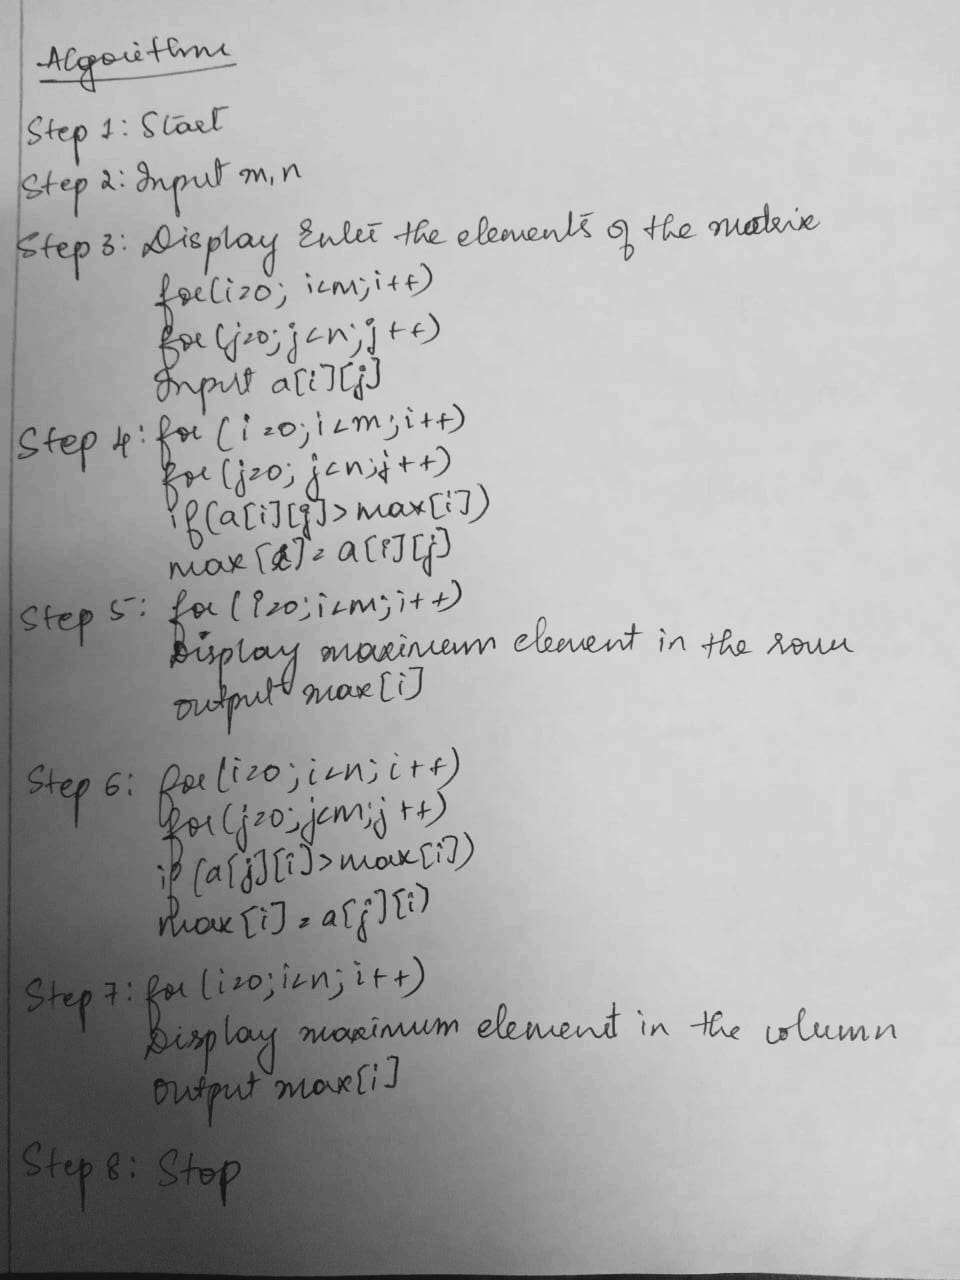 Algorithm
Step 1: Start
Step 2: Input m,n
Step 3: Display Enter the elements of the matrix
for(i=0; i<m;i++)
for(j=0;j<n;j++)
Input a[i][j]
Step 4: for (i=0;i<m;i++)
for(j=0; j<n;j++)
if(a[i][j]>max[i])
max[i]=a[i][j]
Step 5: for(i=0;i<m;i++)
Display maximum element in the row
output max[i]
Step 6: for(i=0;i<n;i++)
for(j=0;j<m;j++)
if(a[j][i]>max[i])
max[i]=a[j][i]
Step 7: for(i=0;i<n;i++)
Display maximum element in the column
output max[i]
Step 8: Stop